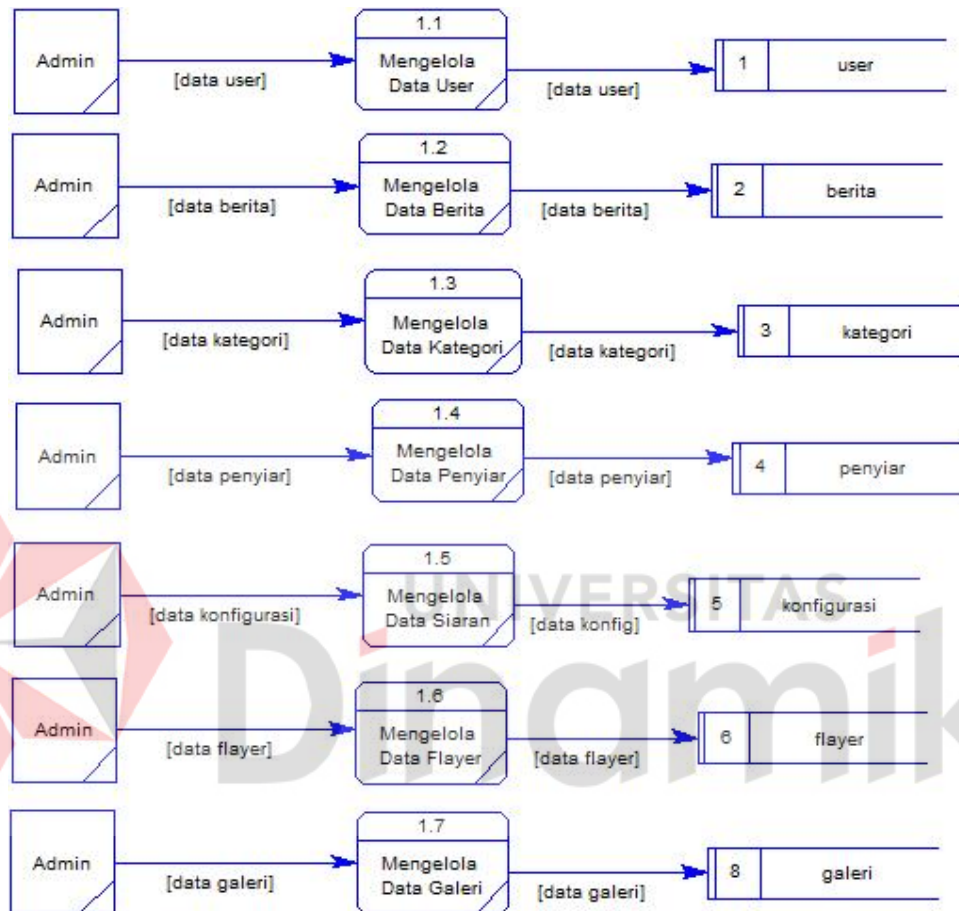 1.1
Admin
Mengelola
Data User
[data user]
[data user]
1
user
1.2
Admin
Mengelola
Data Berita
[data berita]
[data berita]
2
berita
1.3
Admin
Mengelola
Data Kategori
[data kategori]
[data kategori]
3
kategori
1.4
Admin
Mengelola
Data Penyiar
[data penyiar]
[data penyiar]
4
penyiar
1.5
Admin
Mengelola
Data Siaran
[data konfigurasi]
[data konfig]
5
konfigurasi
UNIVERSITAS
Dinamik
1.6
Admin
Mengelola
Data Flayer
[data flayer]
[data flayer]
6
flayer
1.7
Admin
Mengelola
Data Galeri
[data galeri]
[data galeri]
8
galeri